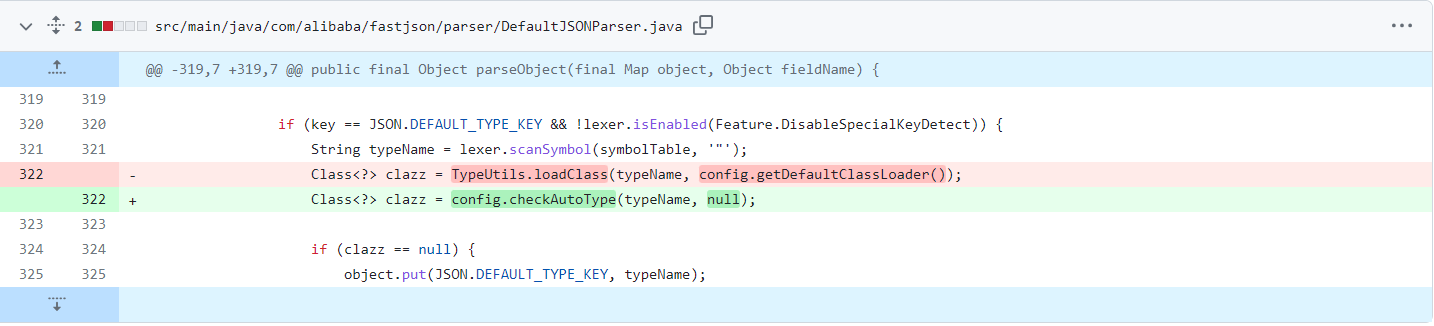 2 src/main/java/com/alibaba/fastjson/parser/DefaultJSONParser.java
@@ -319,7 +319,7 @@ public final Object parseObject(final Map object, Object fieldName) {
319 319
320 320 if (key == JSON.DEFAULT_TYPE_KEY && !lexer.isEnabled(Feature.DisableSpecialKeyDetect)) {
321 321 String typeName = lexer.scanSymbol(symbolTable, '"');
322 - Class<?> clazz = TypeUtils.loadClass(typeName, config.getDefaultClassLoader());
322 + Class<?> clazz = config.checkAutoType(typeName, null);
323 323
324 324 if (clazz == null) {
325 325 object.put(JSON.DEFAULT_TYPE_KEY, typeName);